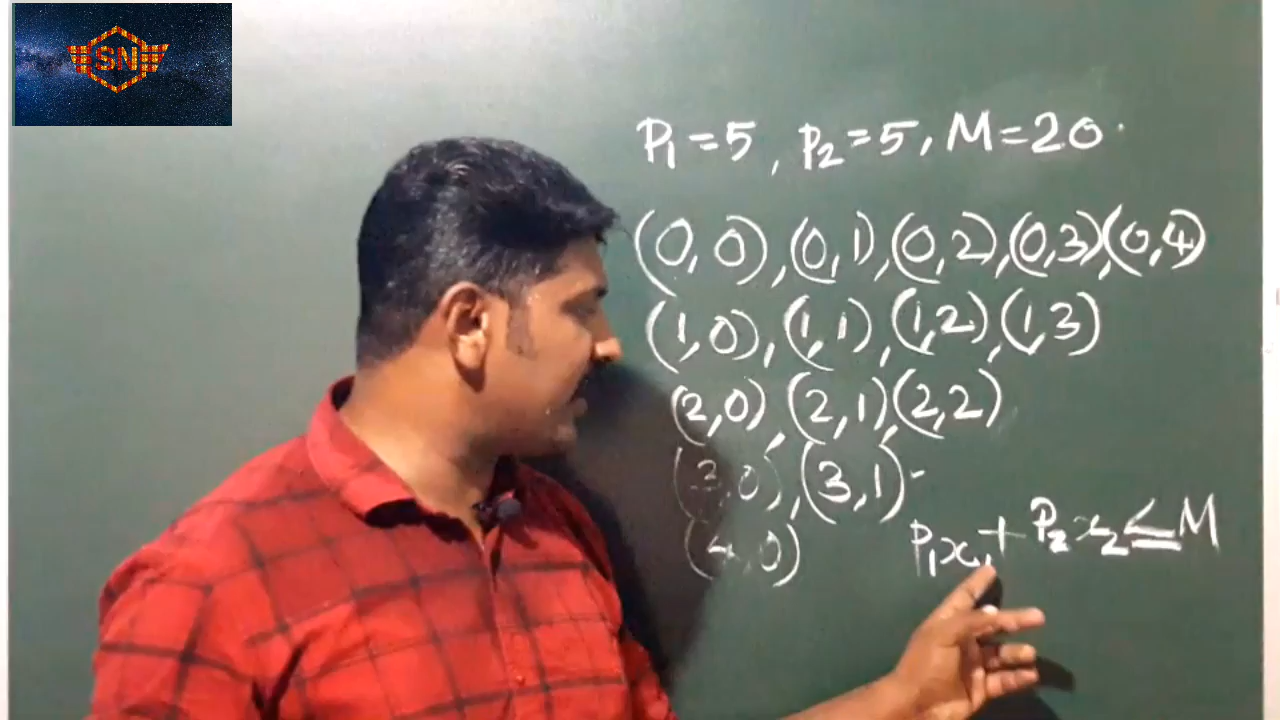 SN
P₁=5, P₂=5, M=20
(0,0), (0,1), (0,2), (0,3), (0,4)
(1,0), (1,1), (1,2), (1,3)
(2,0), (2,1), (2,2)
(3,0), (3,1)-
(4,0)
P₁x₁+P₂x₂≤M